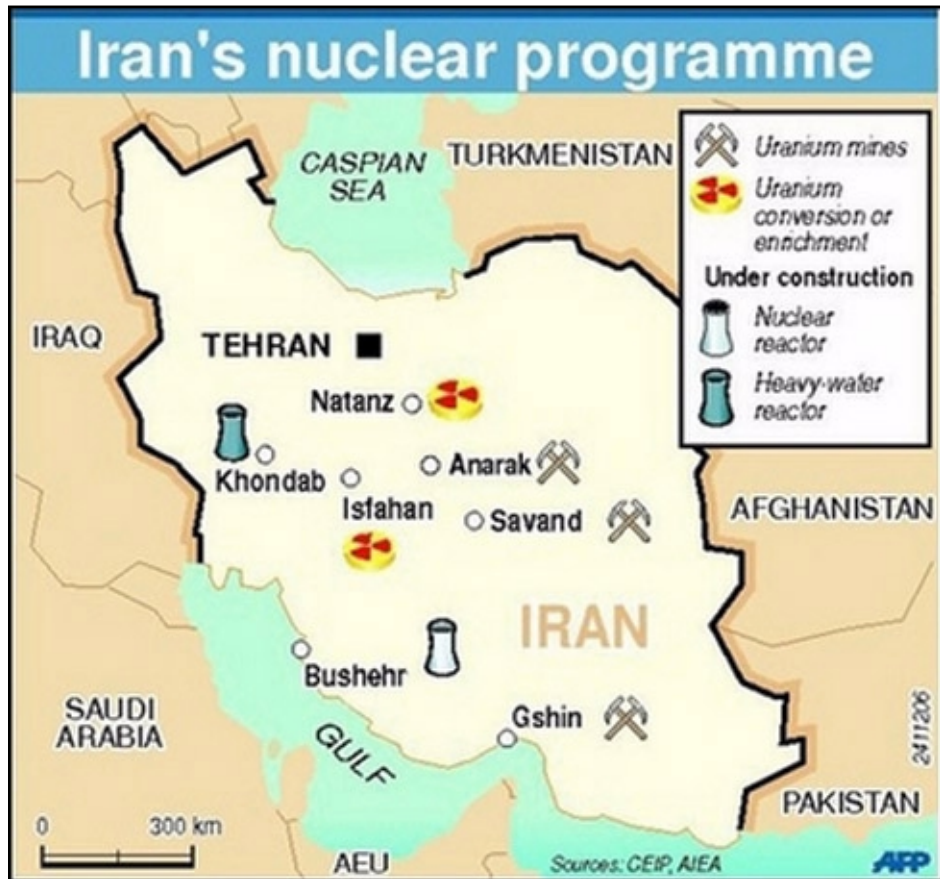 Iran's nuclear programme
CASPIAN
SEA
TURKMENISTAN
Uranium mines
Uranium
conversion or
enrichment
Under construction
Nuclear
reactor
Heavy-water
reactor
IRAQ
TEHRAN
Natanz
Khondab
Anarak
Isfahan
Savand
AFGHANISTAN
IRAN
Bushehr
Gshin
SAUDI
ARABIA
GULF
2411206
PAKISTAN
0 300 km
AEU
Sources: CEIP, AIEA
AFP